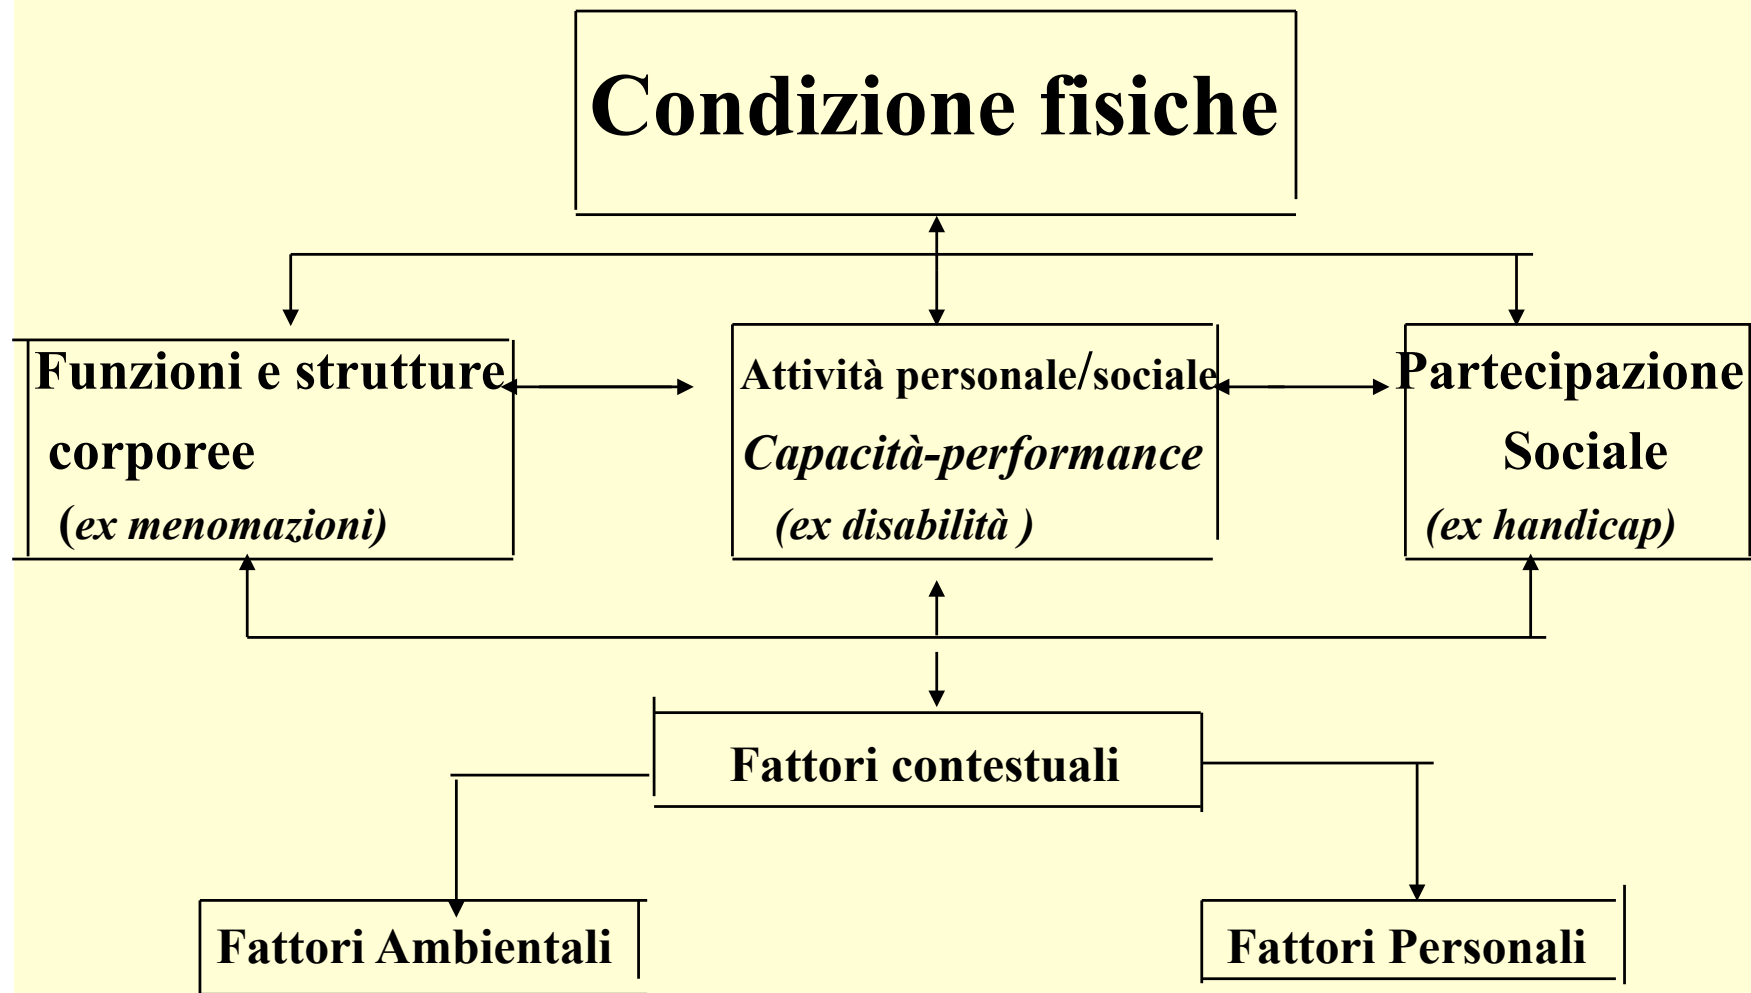 Condizione fisiche
Funzioni e strutture
corporee
(ex menomazioni)
Attività personale/sociale
Capacità-performance
(ex disabilità )
Partecipazione
Sociale
(ex handicap)
Fattori contestuali
Fattori Ambientali
Fattori Personali